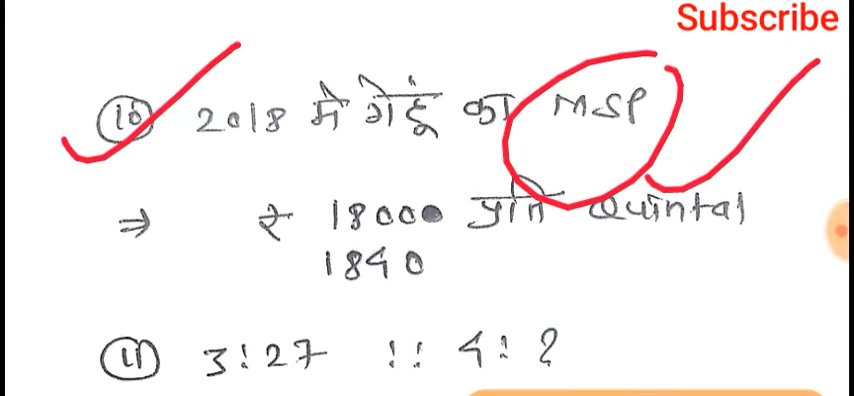 Subscribe
(10) 2018 मे गेहूं का MSP
⇒ ₹ 1800 प्रति Quintal
1840
(11) 3:27 :: 4: ?